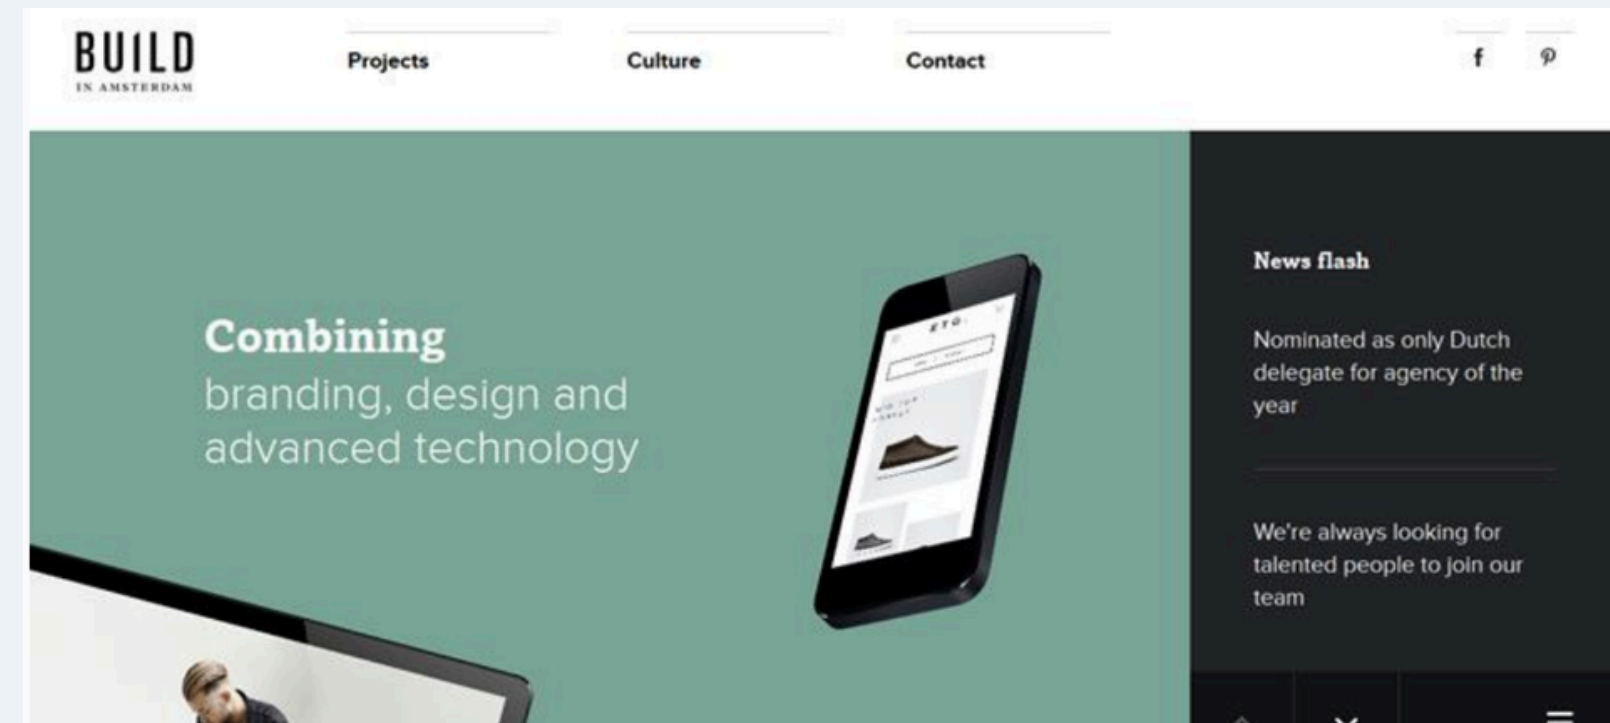 BUILD
IN AMSTERDAM
Projects
Culture
Contact
Combining
branding, design and
advanced technology
ETQ.
News flash
Nominated as only Dutch
delegate for agency of the
year
We're always looking for
talented people to join our
team